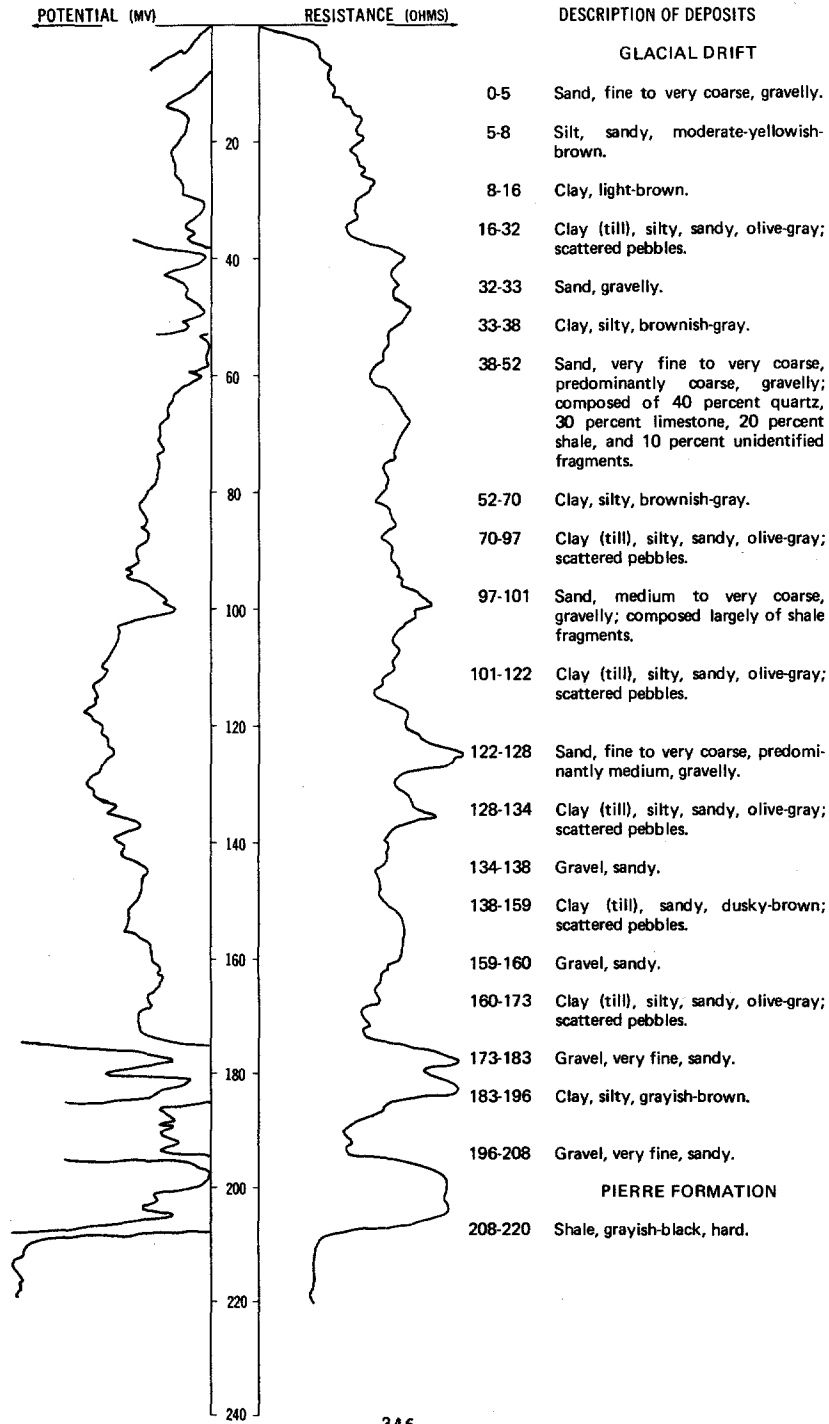 POTENTIAL (MV)
RESISTANCE (OHMS)
DESCRIPTION OF DEPOSITS
GLACIAL DRIFT
0-5 Sand, fine to very coarse, gravelly.
5-8 Silt, sandy, moderate-yellowish-
brown.
8-16 Clay, light-brown.
16-32 Clay (till), silty, sandy, olive-gray;
scattered pebbles.
32-33 Sand, gravelly.
33-38 Clay, silty, brownish-gray.
38-52 Sand, very fine to very coarse,
predominantly coarse, gravelly;
composed of 40 percent quartz,
30 percent limestone, 20 percent
shale, and 10 percent unidentified
fragments.
52-70 Clay, silty, brownish-gray.
70-97 Clay (till), silty, sandy, olive-gray;
scattered pebbles.
97-101 Sand, medium to very coarse,
gravelly; composed largely of shale
fragments.
101-122 Clay (till), silty, sandy, olive-gray;
scattered pebbles.
122-128 Sand, fine to very coarse, predomi-
nantly medium, gravelly.
128-134 Clay (till), silty, sandy, olive-gray;
scattered pebbles.
134-138 Gravel, sandy.
138-159 Clay (till), sandy, dusky-brown;
scattered pebbles.
159-160 Gravel, sandy.
160-173 Clay (till), silty, sandy, olive-gray;
scattered pebbles.
173-183 Gravel, very fine, sandy.
183-196 Clay, silty, grayish-brown.
196-208 Gravel, very fine, sandy.
PIERRE FORMATION
208-220 Shale, grayish-black, hard.
20
40
60
80
100
120
140
160
180
200
220
240